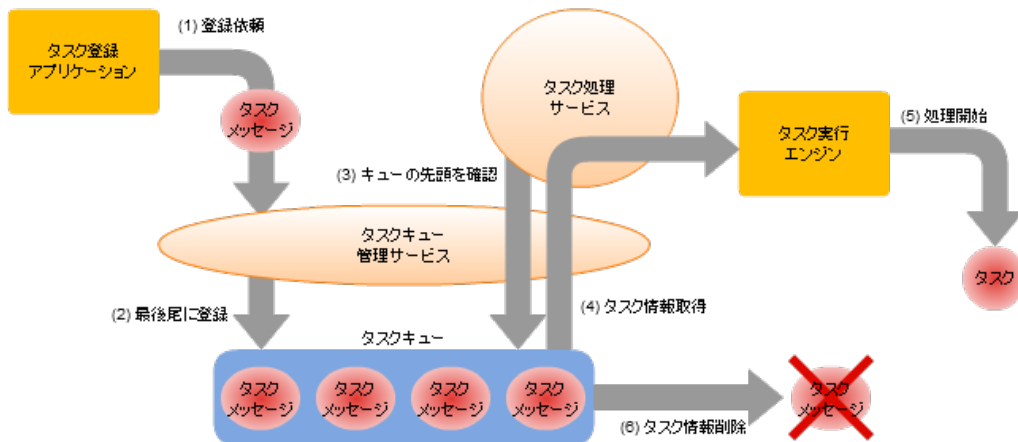 (1) 登録依頼
タスク登録
アプリケーション
タスク
メッセージ
タスク処理
サービス
(3) キューの先頭を確認
タスク実行
エンジン
(5) 処理開始
タスク
タスクキュー
管理サービス
(2) 最後尾に登録
(4) タスク情報取得
タスクキュー
タスク
メッセージ
タスク
メッセージ
タスク
メッセージ
タスク
メッセージ
(6) タスク情報削除
タスク
メッセージ